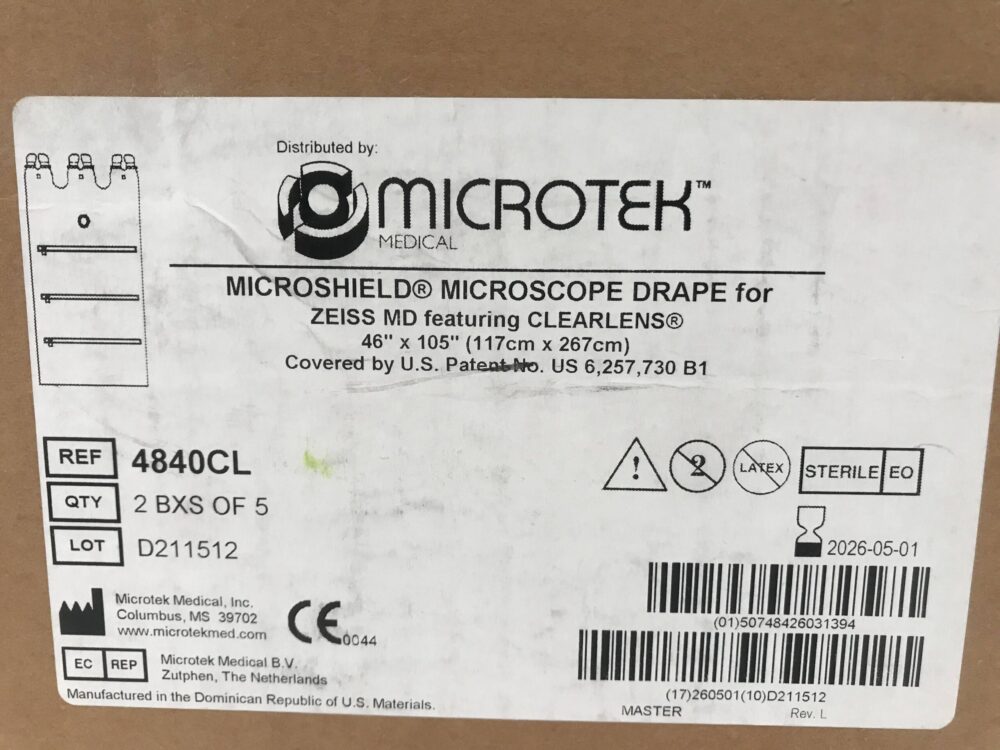 Distributed by:
MICROTEK™
MEDICAL
MICROSHIELD® MICROSCOPE DRAPE for
ZEISS MD featuring CLEARLENS®
46" x 105" (117cm x 267cm)
Covered by U.S. Patent No. US 6,257,730 B1
REF 4840CL
QTY 2 BXS OF 5
LOT D211512
! 2 LATEX STERILE EO
2026-05-01
Microtek Medical, Inc.
Columbus, MS 39702
www.microtekmed.com
CE 0044
(01)50748426031394
EC REP
Microtek Medical B.V.
Zutphen, The Netherlands
Manufactured in the Dominican Republic of U.S. Materials.
(17)260501(10)D211512
MASTER Rev. L